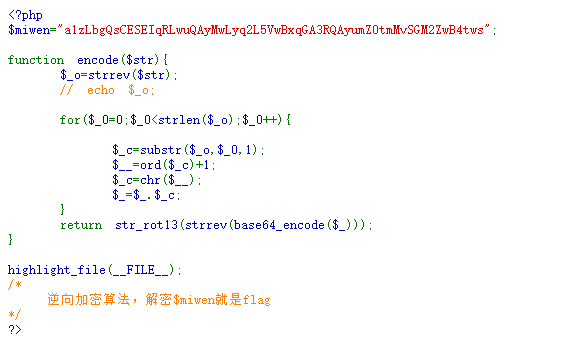 <?php
$miwen="a1zLbgQsCESEIqRLwuQAyMwLyq2L5VwBxqGA3RQAyumZ0tmMvSGM2ZwB4tws";

function encode($str){
$_o=strrev($str);
// echo $_o;

for($_0=0;$_0<strlen($_o);$_0++){

$_c=substr($_o,$_0,1);
$__=ord($_c)+1;
$_c=chr($__);
$_=$_.$_c;
}
return str_rot13(strrev(base64_encode($_)));
}

highlight_file(__FILE__);
/*
逆向加密算法，解密$miwen就是flag
*/
?>